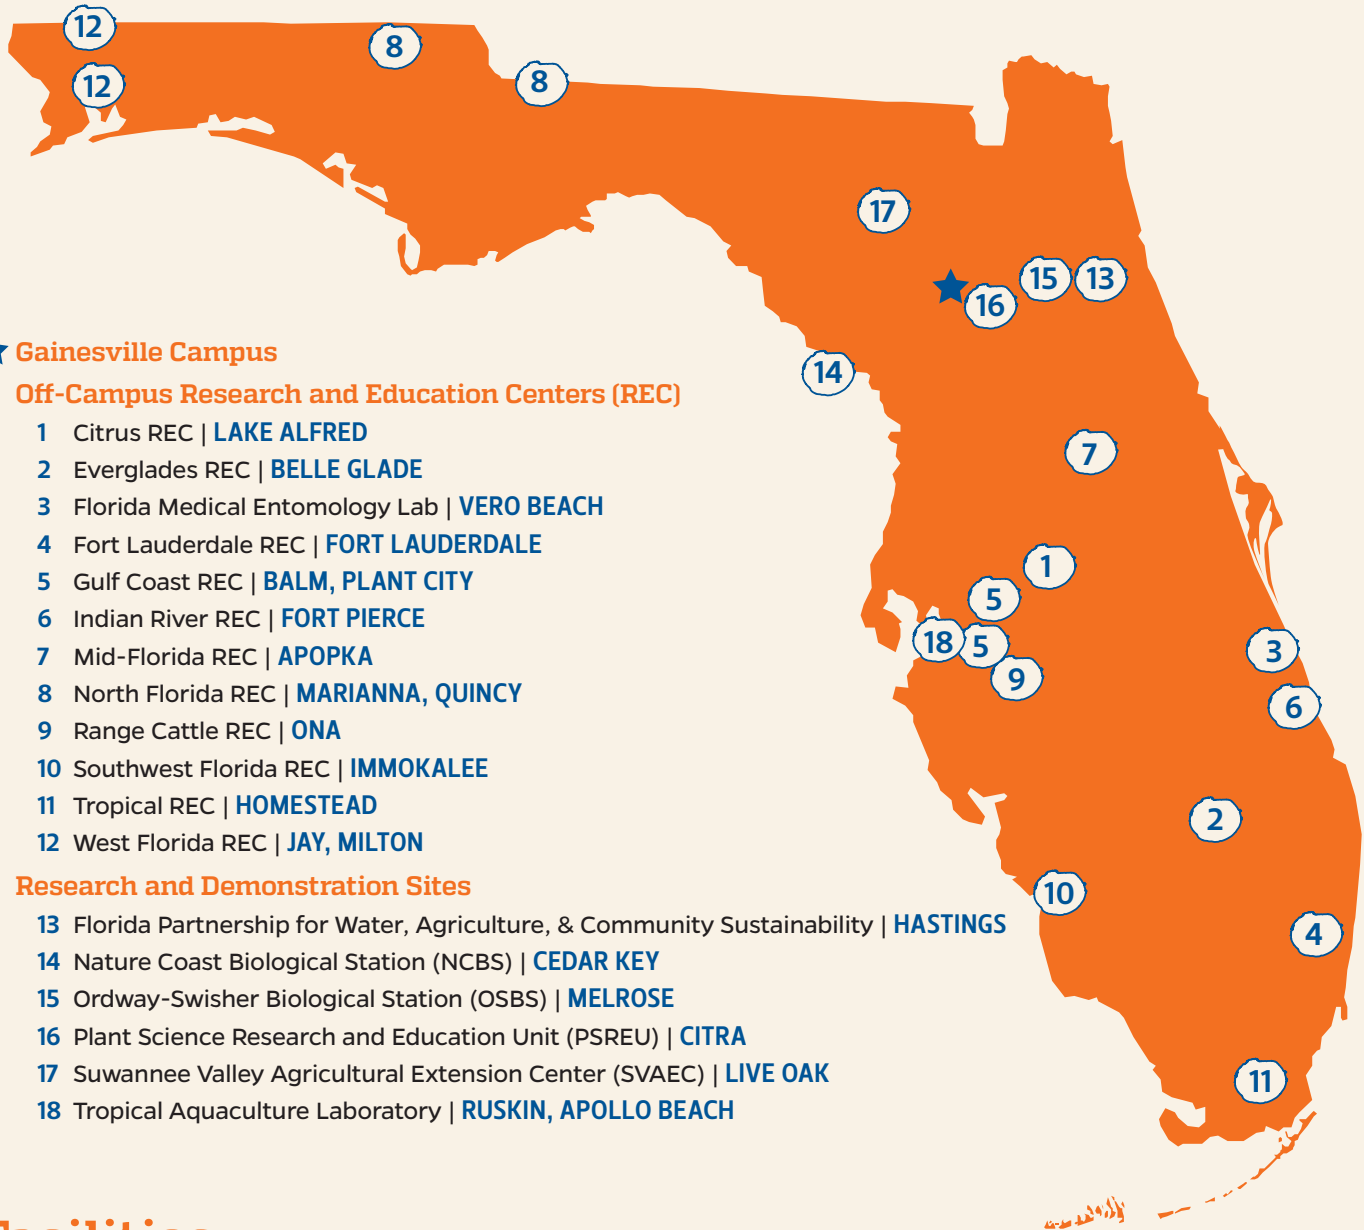 12
8
12
8
17
15 13
16
14
7
1
5
18 5
3
9
6
2
10
4
11
Gainesville Campus
Off-Campus Research and Education Centers (REC)
1 Citrus REC | LAKE ALFRED
2 Everglades REC | BELLE GLADE
3 Florida Medical Entomology Lab | VERO BEACH
4 Fort Lauderdale REC | FORT LAUDERDALE
5 Gulf Coast REC | BALM, PLANT CITY
6 Indian River REC | FORT PIERCE
7 Mid-Florida REC | APOPKA
8 North Florida REC | MARIANNA, QUINCY
9 Range Cattle REC | ONA
10 Southwest Florida REC | IMMOKALEE
11 Tropical REC | HOMESTEAD
12 West Florida REC | JAY, MILTON
Research and Demonstration Sites
13 Florida Partnership for Water, Agriculture, & Community Sustainability | HASTINGS
14 Nature Coast Biological Station (NCBS) | CEDAR KEY
15 Ordway-Swisher Biological Station (OSBS) | MELROSE
16 Plant Science Research and Education Unit (PSREU) | CITRA
17 Suwannee Valley Agricultural Extension Center (SVAEC) | LIVE OAK
18 Tropical Aquaculture Laboratory | RUSKIN, APOLLO BEACH